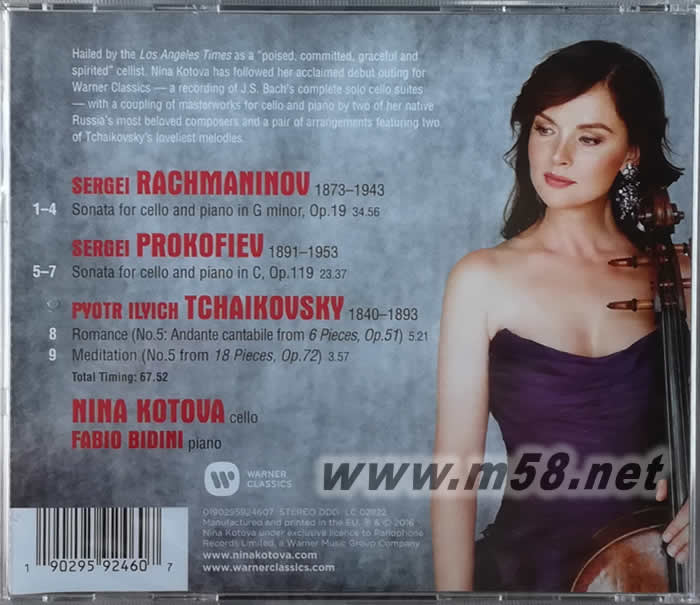 Hailed by the Los Angeles Times as a “poised, committed, graceful and
spirited” cellist. Nina Kotova has followed her acclaimed debut outing for
Warner Classics — a recording of J.S. Bach's complete solo cello suites
– with a coupling of masterworks for cello and piano by two of her native
Russia's most beloved composers and a pair of arrangements featuring two
of Tchaikovsky's loveliest melodies.
SERGEI RACHMANINOV 1873–1943
1–4 Sonata for cello and piano in G minor, Op.19 34.56
SERGEI PROKOFIEV 1891–1953
5–7 Sonata for cello and piano in C, Op.119 23.37
PYOTR ILYICH TCHAIKOVSKY 1840–1893
8 Romance (No.5: Andante cantabile from 6 Pieces, Op.51) 5.21
9 Meditation (No.5 from 18 Pieces, Op.72) 3.57
Total Timing: 67.52
NINA KOTOVA cello
FABIO BIDINI piano
www.m58.net
WARNER
CLASSICS
0190295924607 STEREO DDD LC 02822
Manufactured and printed in the EU. ℗ & © 2016
Nina Kotova under exclusive licence to Parlophone
Records Limited, a Warner Music Group Company.
www.ninakotova.com
www.warnerclassics.com
1 90295 92460 7